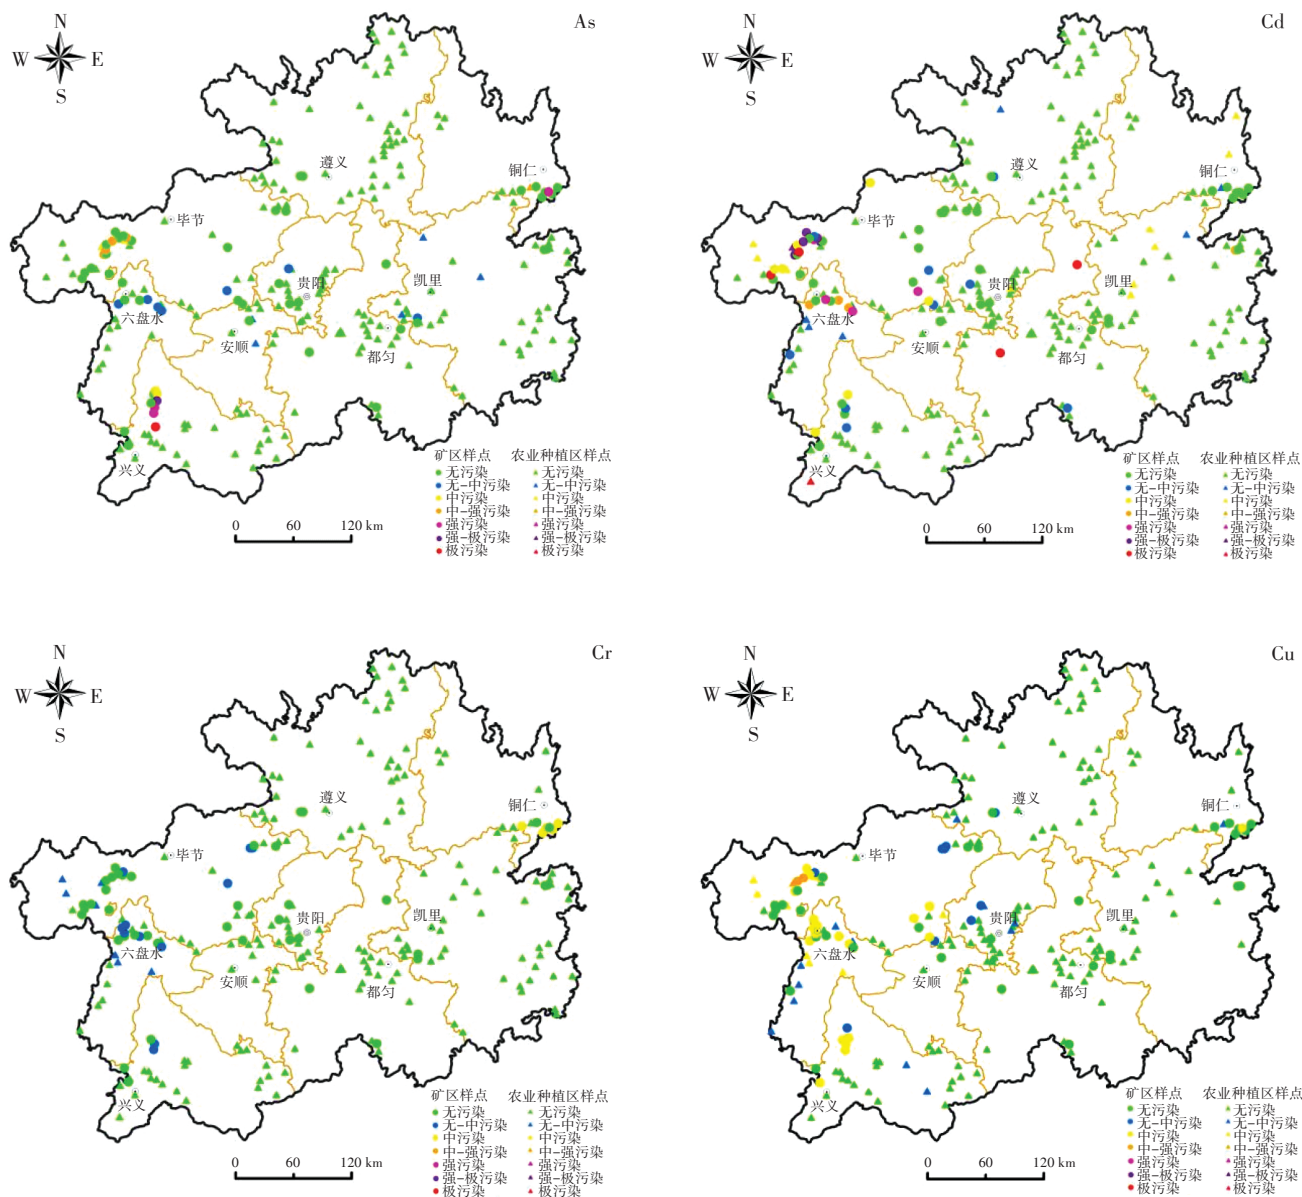 N
As
W E
S
遵义
铜仁
毕节
贵阳
凯里
六盘水
安顺
都匀
兴义
矿区样点 农业种植区样点
无污染 无污染
无-中污染 无-中污染
中污染 中污染
中-强污染 中-强污染
强污染 强污染
强-极污染 强-极污染
极污染 极污染
0 60 120 km
N
Cd
W E
S
遵义
铜仁
毕节
贵阳
凯里
六盘水
安顺
都匀
兴义
矿区样点 农业种植区样点
无污染 无污染
无-中污染 无-中污染
中污染 中污染
中-强污染 中-强污染
强污染 强污染
强-极污染 强-极污染
极污染 极污染
0 60 120 km
N
Cr
W E
S
遵义
铜仁
毕节
贵阳
凯里
六盘水
安顺
都匀
兴义
矿区样点 农业种植区样点
无污染 无污染
无-中污染 无-中污染
中污染 中污染
中-强污染 中-强污染
强污染 强污染
强-极污染 强-极污染
极污染 极污染
0 60 120 km
N
Cu
W E
S
遵义
铜仁
毕节
贵阳
凯里
六盘水
安顺
都匀
兴义
矿区样点 农业种植区样点
无污染 无污染
无-中污染 无-中污染
中污染 中污染
中-强污染 中-强污染
强污染 强污染
强-极污染 强-极污染
极污染 极污染
0 60 120 km